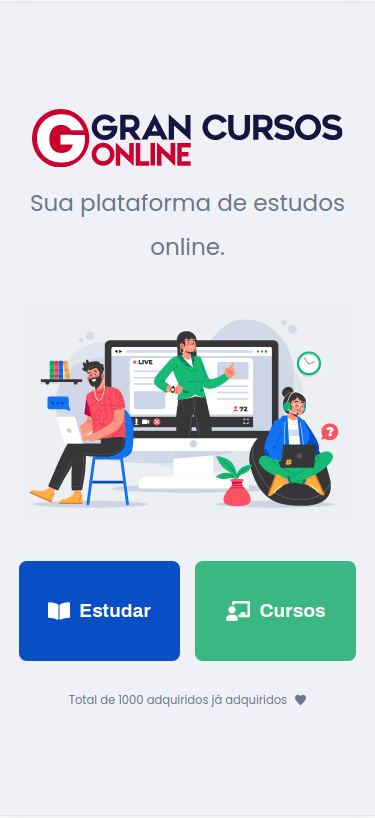 GRAN CURSOS
ONLINE
Sua plataforma de estudos
online.
LIVE
72
?
#
Estudar
Cursos
Total de 1000 adquiridos já adquiridos